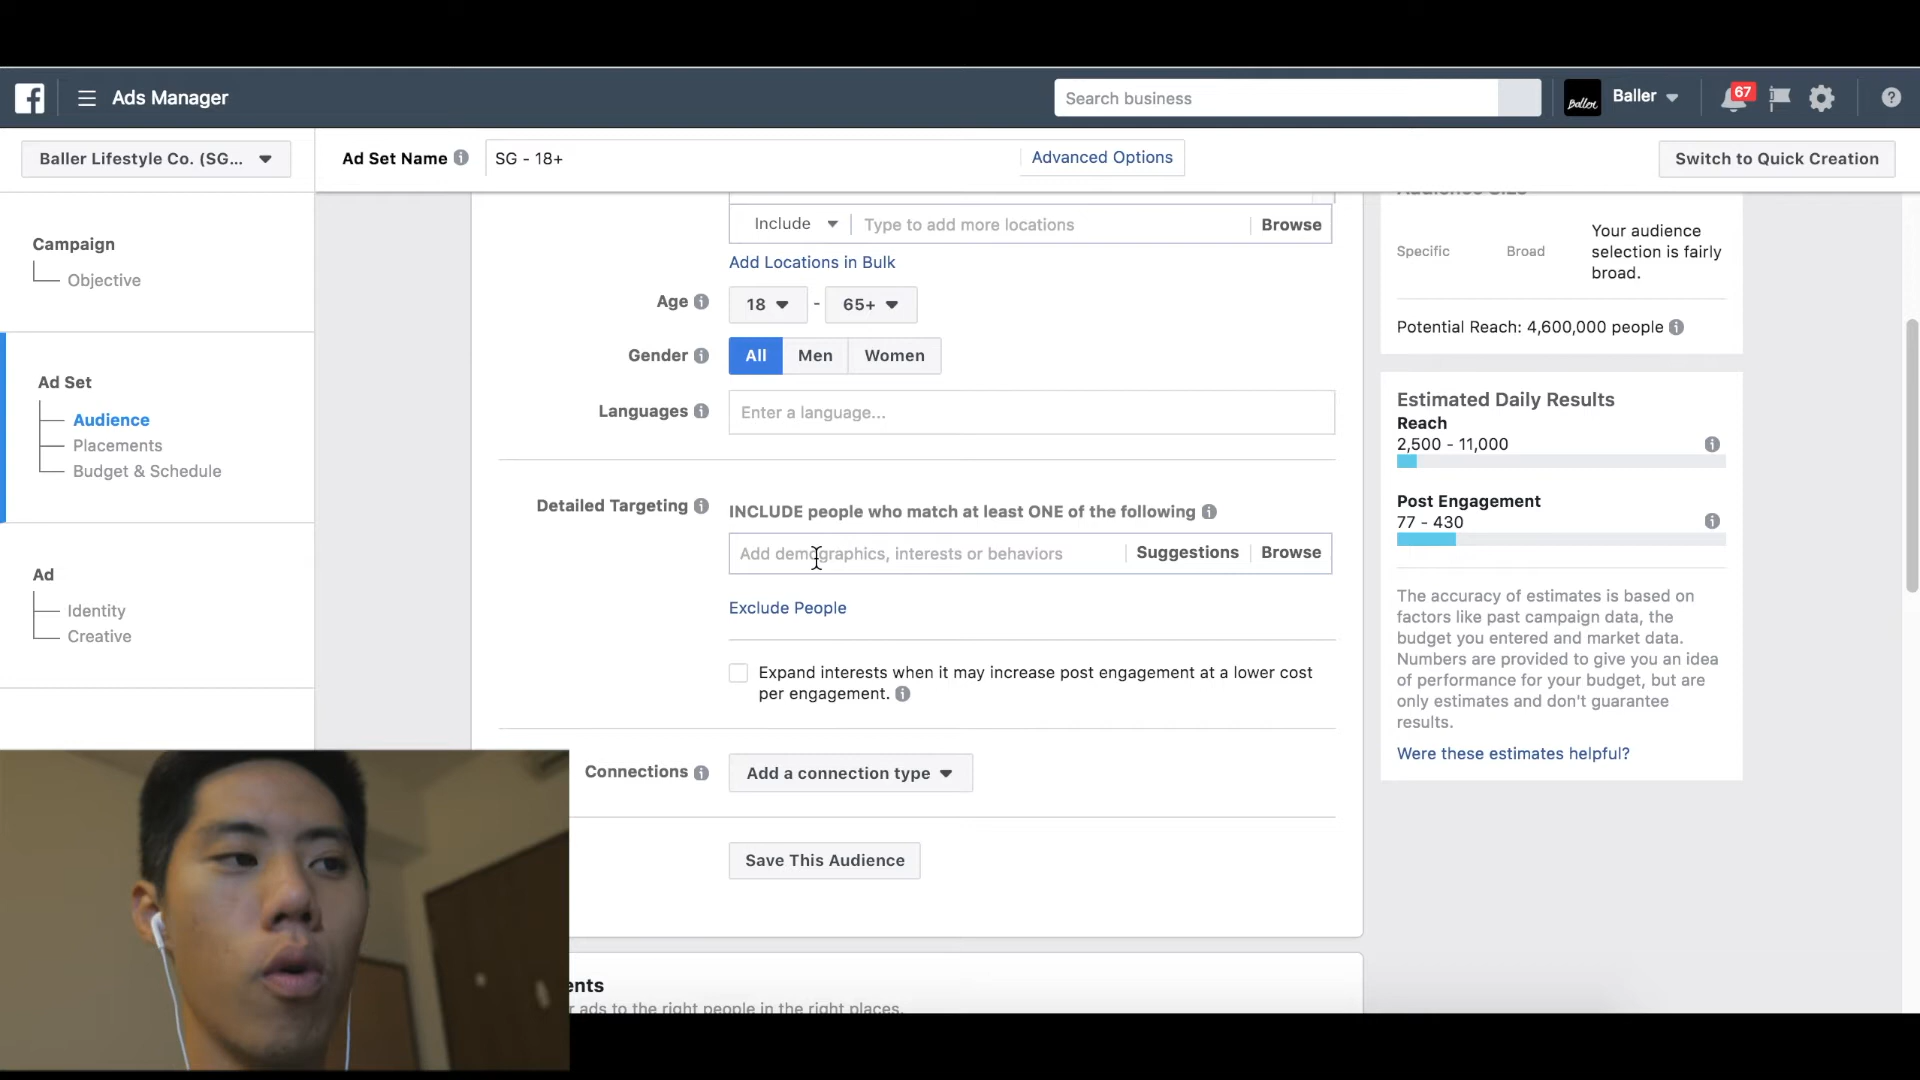 Ads Manager
Search business
Baller
Baller
67
Baller Lifestyle Co. (SG...
Ad Set Name
SG - 18+
Advanced Options
Switch to Quick Creation
Campaign
Objective
Ad Set
Audience
Placements
Budget & Schedule
Ad
Identity
Creative
Include
Type to add more locations
Browse
Add Locations in Bulk
Age
18
-
65+
Gender
All
Men
Women
Languages
Enter a language...
Detailed Targeting
INCLUDE people who match at least ONE of the following
Add demographics, interests or behaviors
Suggestions
Browse
Exclude People
Expand interests when it may increase post engagement at a lower cost
per engagement.
Connections
Add a connection type
Save This Audience
ents
r ads to the right people in the right places.
Audience Size
Specific
Broad
Your audience
selection is fairly
broad.
Potential Reach: 4,600,000 people
Estimated Daily Results
Reach
2,500 - 11,000
Post Engagement
77 - 430
The accuracy of estimates is based on
factors like past campaign data, the
budget you entered and market data.
Numbers are provided to give you an idea
of performance for your budget, but are
only estimates and don't guarantee
results.
Were these estimates helpful?